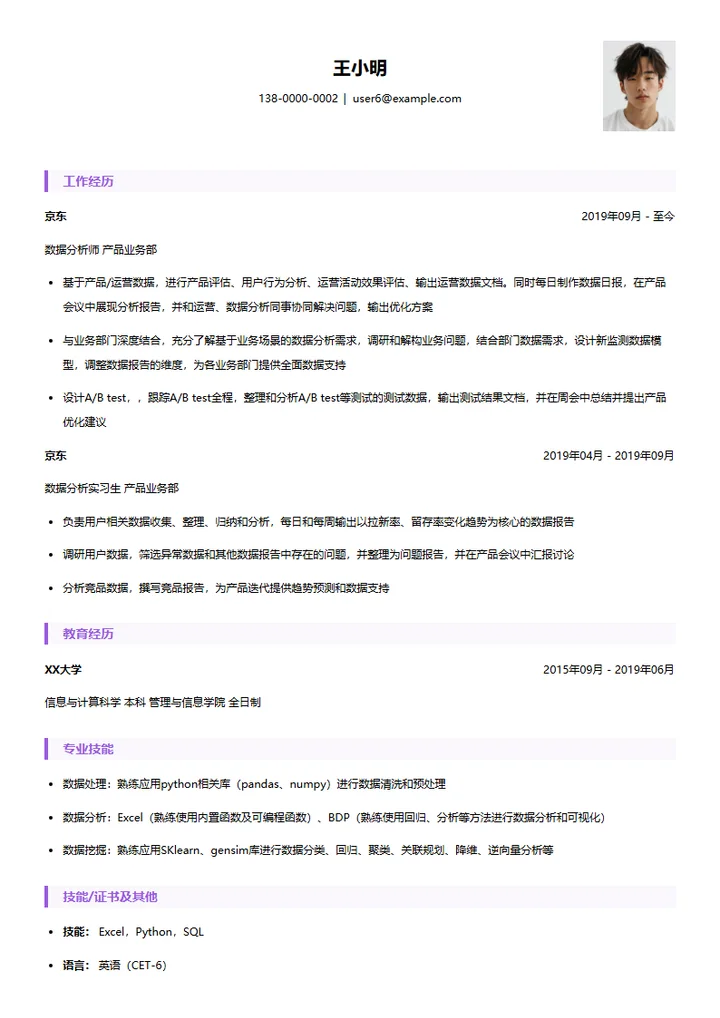 王小明
138-0000-0002 | user6@example.com
工作经历
京东 2019年09月 - 至今
数据分析师 产品业务部
• 基于产品/运营数据，进行产品评估、用户行为分析、运营活动效果评估、输出运营数据文档。同时每日制作数据日报，在产品
会议中展现分析报告，并和运营、数据分析同事协同解决问题，输出优化方案
• 与业务部门深度结合，充分了解基于业务场景的数据分析需求，调研和解构业务问题，结合部门数据需求，设计新监测数据模
型，调整数据报告的维度，为各业务部门提供全面数据支持
• 设计A/B test，，跟踪A/B test全程，整理和分析A/B test等测试的测试数据，输出测试结果文档，并在周会中总结并提出产品
优化建议
京东 2019年04月 - 2019年09月
数据分析实习生 产品业务部
• 负责用户相关数据收集、整理、归纳和分析，每日和每周输出以拉新率、留存率变化趋势为核心的数据报告
• 调研用户数据，筛选异常数据和其他数据报告中存在的问题，并整理为问题报告，并在产品会议中汇报讨论
• 分析竞品数据，撰写竞品报告，为产品迭代提供趋势预测和数据支持
教育经历
XX大学 2015年09月 - 2019年06月
信息与计算科学 本科 管理与信息学院 全日制
专业技能
• 数据处理：熟练应用python相关库（pandas、numpy）进行数据清洗和预处理
• 数据分析：Excel（熟练使用内置函数及可编程函数）、BDP（熟练使用回归、分析等方法进行数据分析和可视化）
• 数据挖掘：熟练应用SKlearn、gensim库进行数据分类、回归、聚类、关联规划、降维、逆向量分析等
技能/证书及其他
• 技能： Excel，Python，SQL
• 语言： 英语（CET-6）